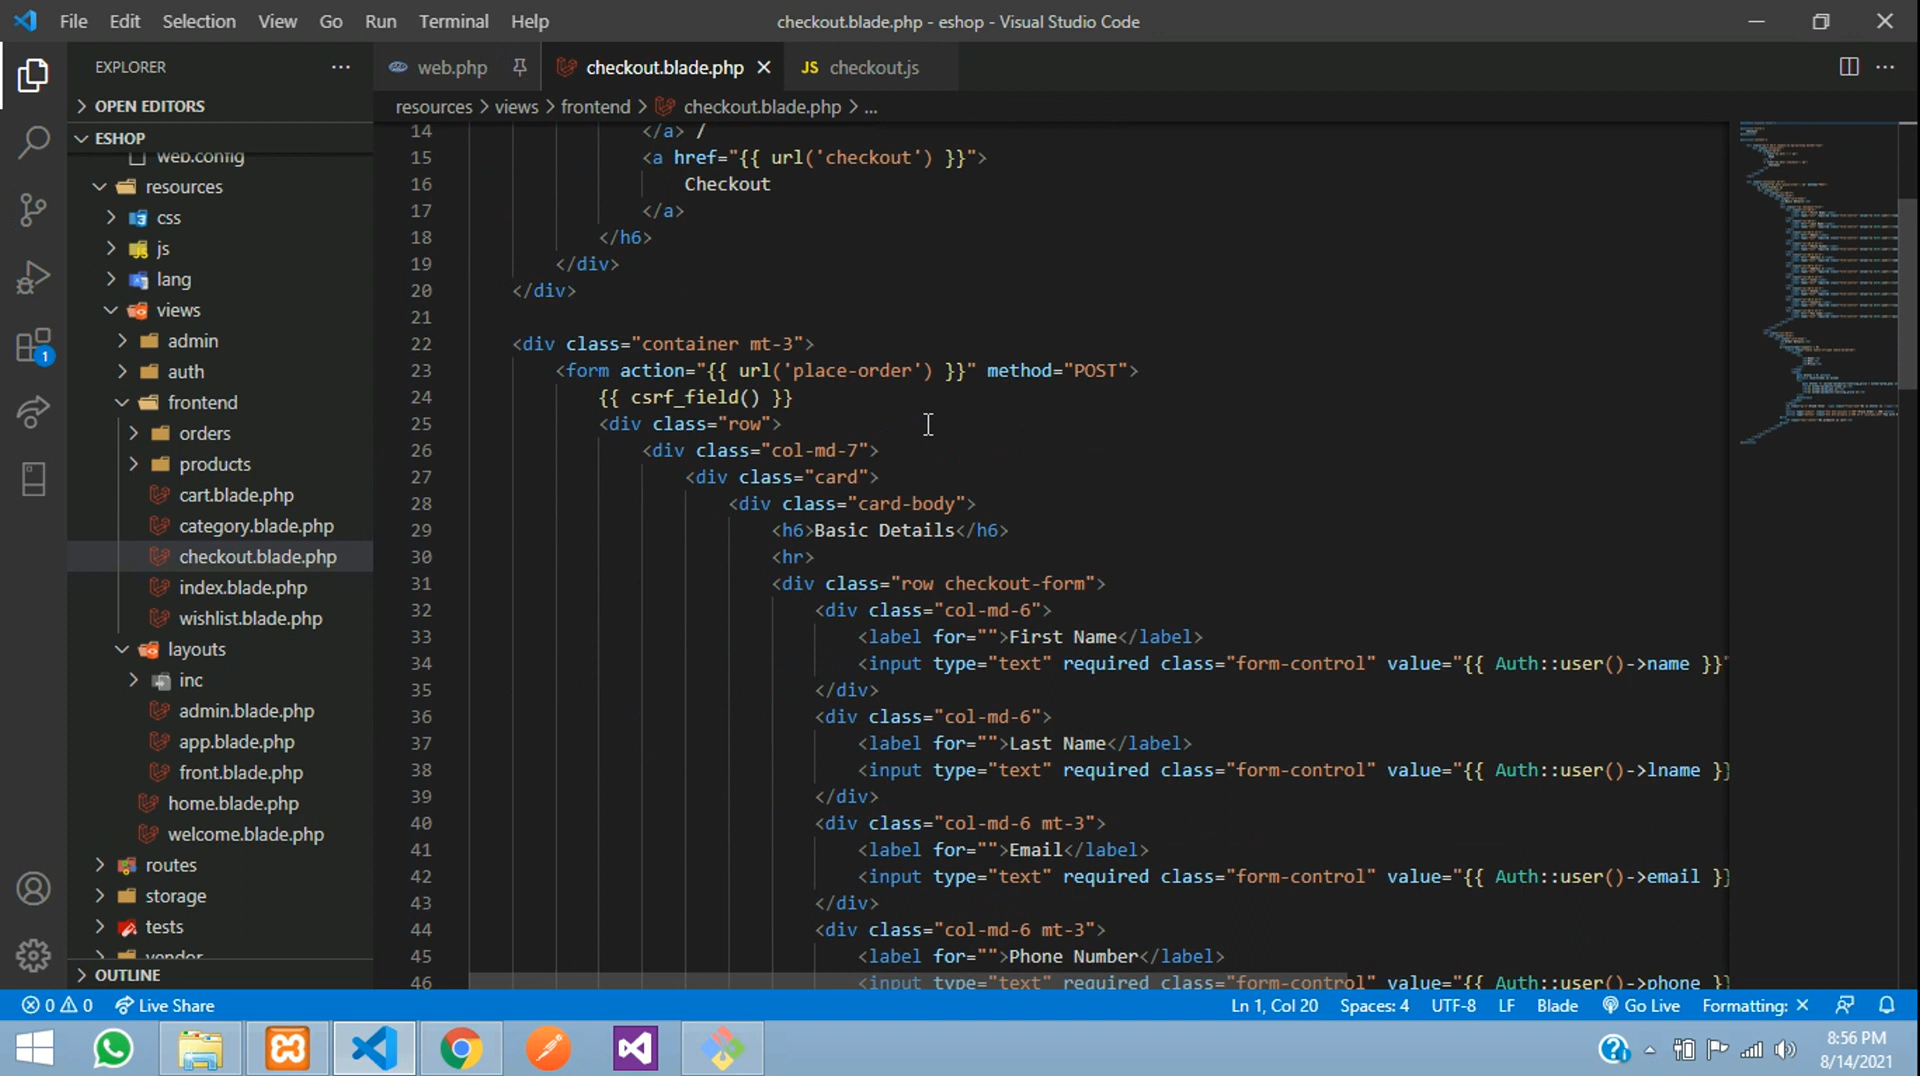 File Edit Selection View Go Run Terminal Help
checkout.blade.php - eshop - Visual Studio Code
EXPLORER
OPEN EDITORS
ESHOP
web.config
resources
css
js
lang
views
admin
auth
frontend
orders
products
cart.blade.php
category.blade.php
checkout.blade.php
index.blade.php
wishlist.blade.php
layouts
inc
admin.blade.php
app.blade.php
front.blade.php
home.blade.php
welcome.blade.php
routes
storage
tests
vendor
OUTLINE
1
web.php
checkout.blade.php
JS checkout.js
resources > views > frontend > checkout.blade.php > ...
14 </a> /
15 <a href="{{ url('checkout') }}">
16 Checkout
17 </a>
18 </h6>
19 </div>
20 </div>
21
22 <div class="container mt-3">
23 <form action="{{ url('place-order') }}" method="POST">
24 {{ csrf_field() }}
25 <div class="row">
26 <div class="col-md-7">
27 <div class="card">
28 <div class="card-body">
29 <h6>Basic Details</h6>
30 <hr>
31 <div class="row checkout-form">
32 <div class="col-md-6">
33 <label for="">First Name</label>
34 <input type="text" required class="form-control" value="{{ Auth::user()->name }}"
35 </div>
36 <div class="col-md-6">
37 <label for="">Last Name</label>
38 <input type="text" required class="form-control" value="{{ Auth::user()->lname }}
39 </div>
40 <div class="col-md-6 mt-3">
41 <label for="">Email</label>
42 <input type="text" required class="form-control" value="{{ Auth::user()->email }}
43 </div>
44 <div class="col-md-6 mt-3">
45 <label for="">Phone Number</label>
46 <input type="text" required class="form-control" value="{{ Auth::user()->phone }}
0 0 Live Share
Ln 1, Col 20 Spaces: 4 UTF-8 LF Blade Go Live Formatting: ×
8:56 PM
8/14/2021